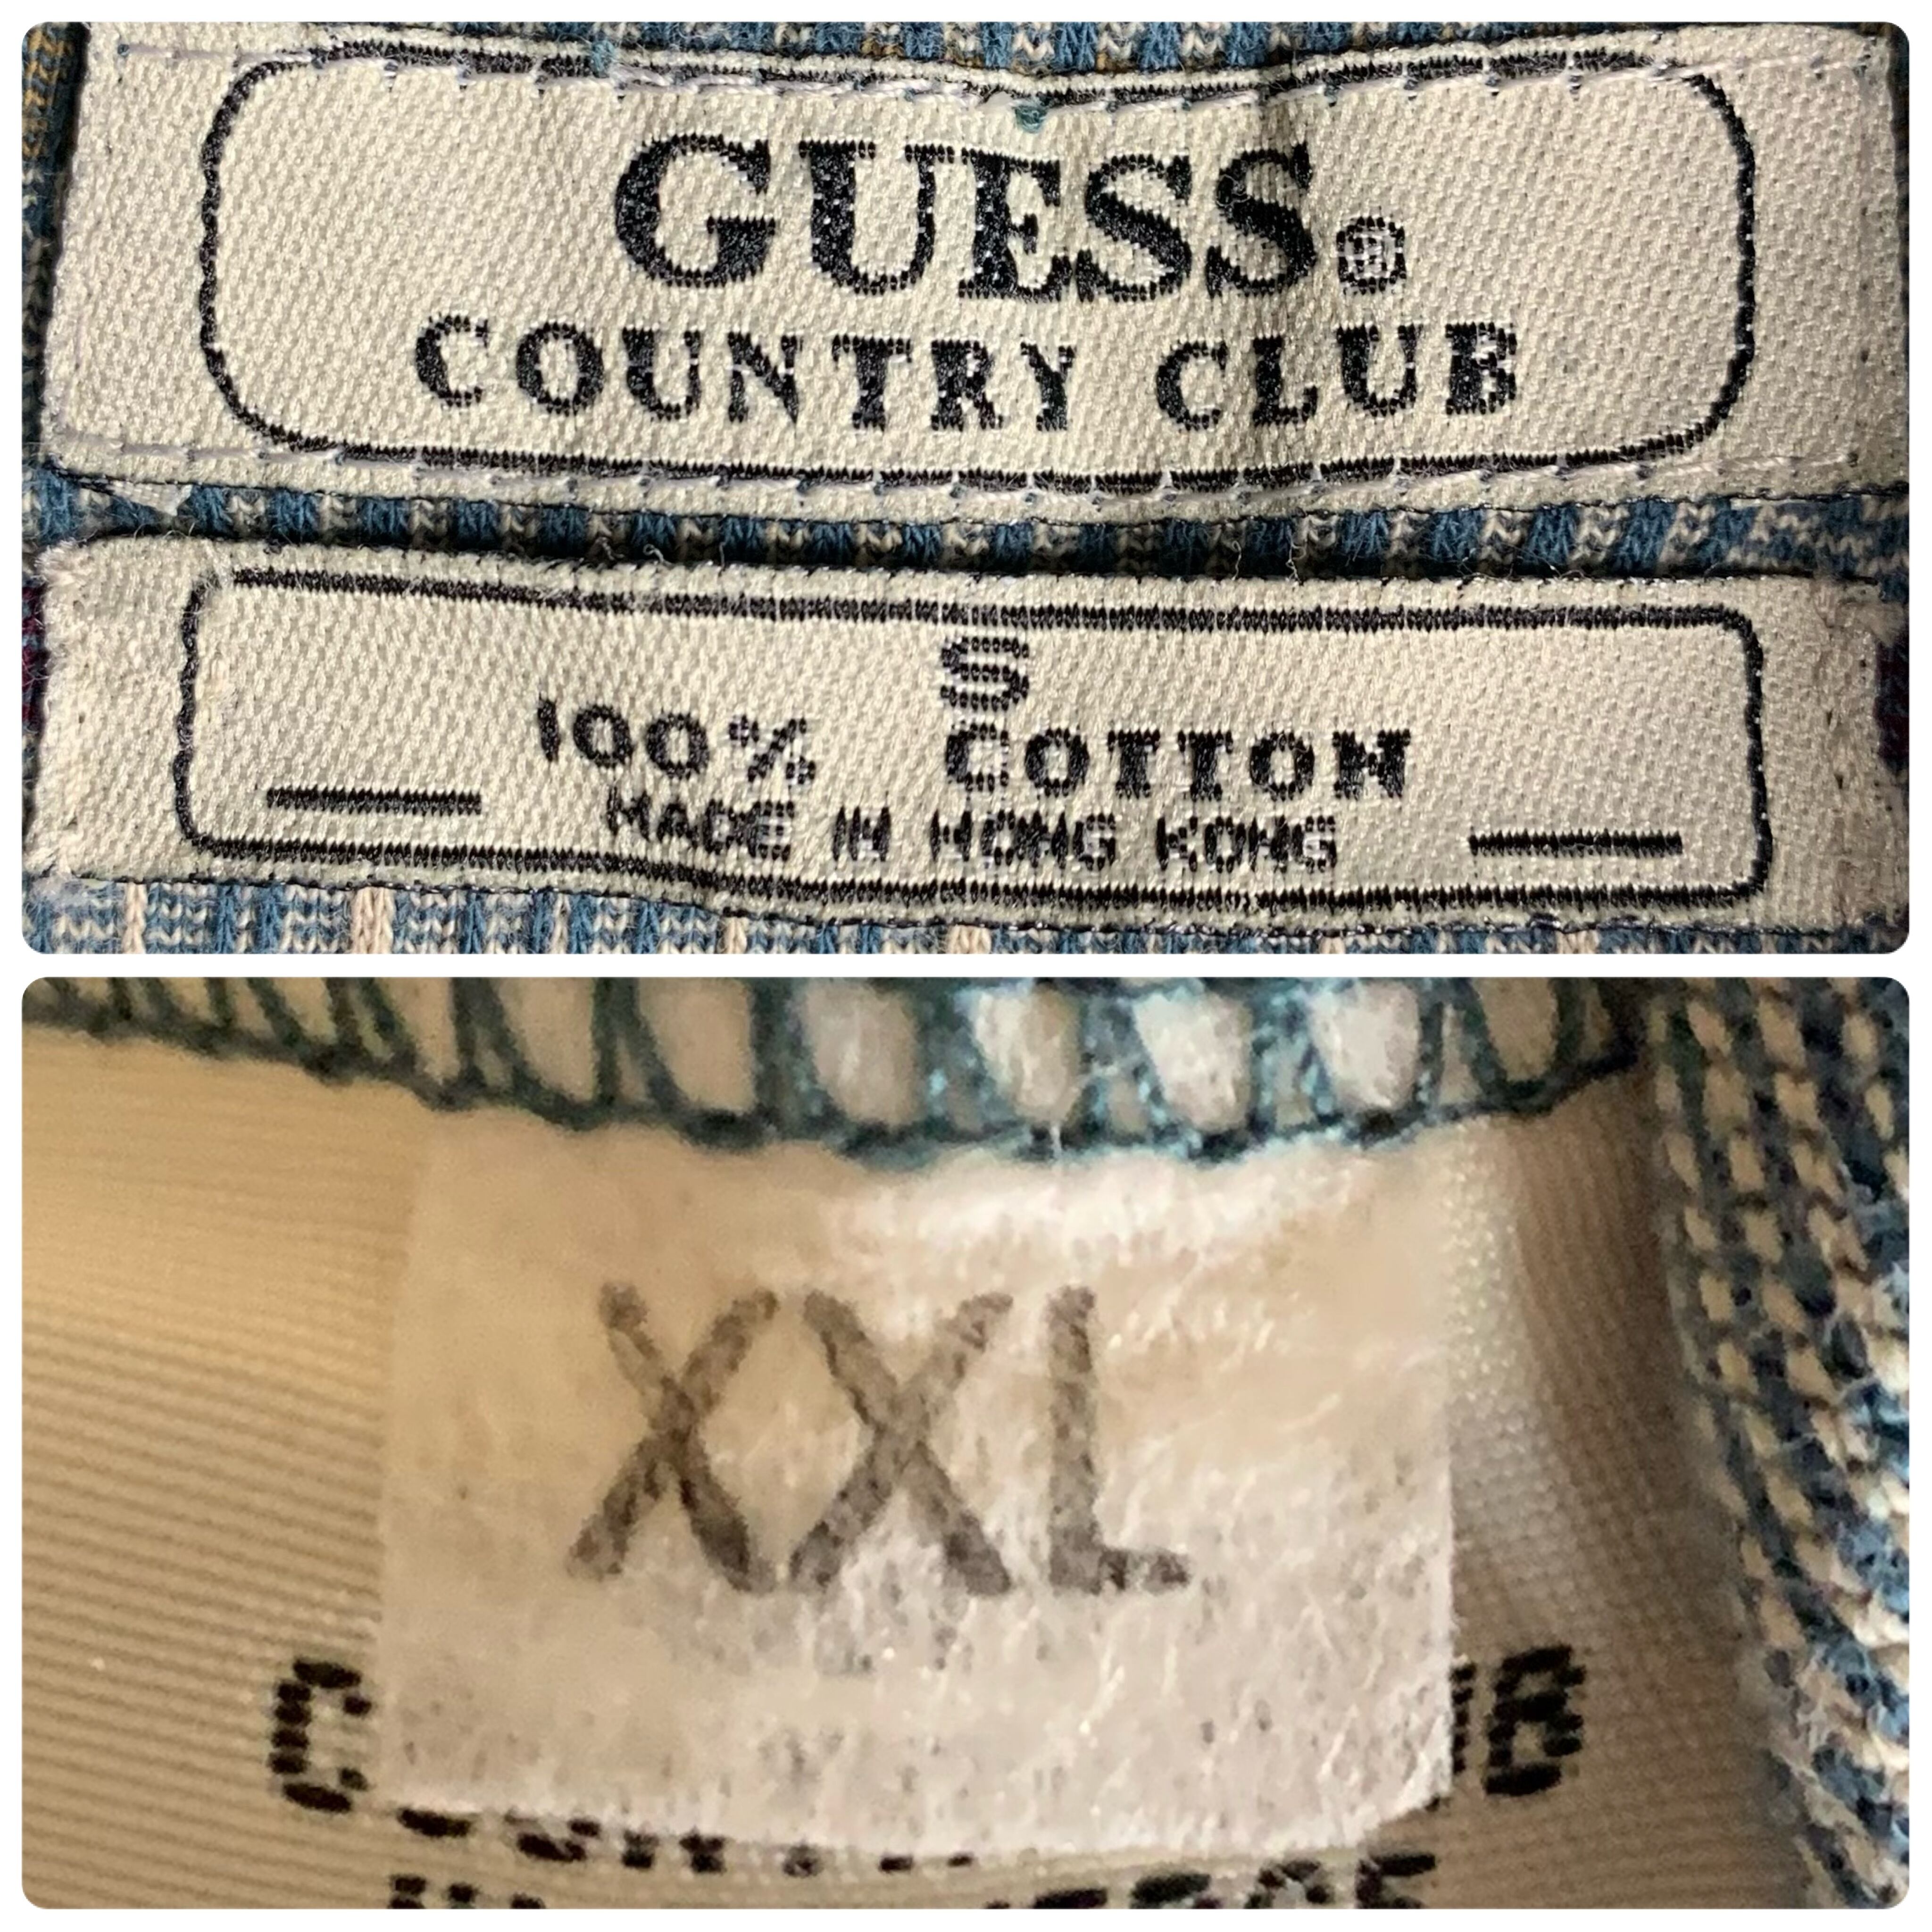 GUESS®
COUNTRY CLUB
S
100% COTTON
MADE IN HONG KONG
XXL